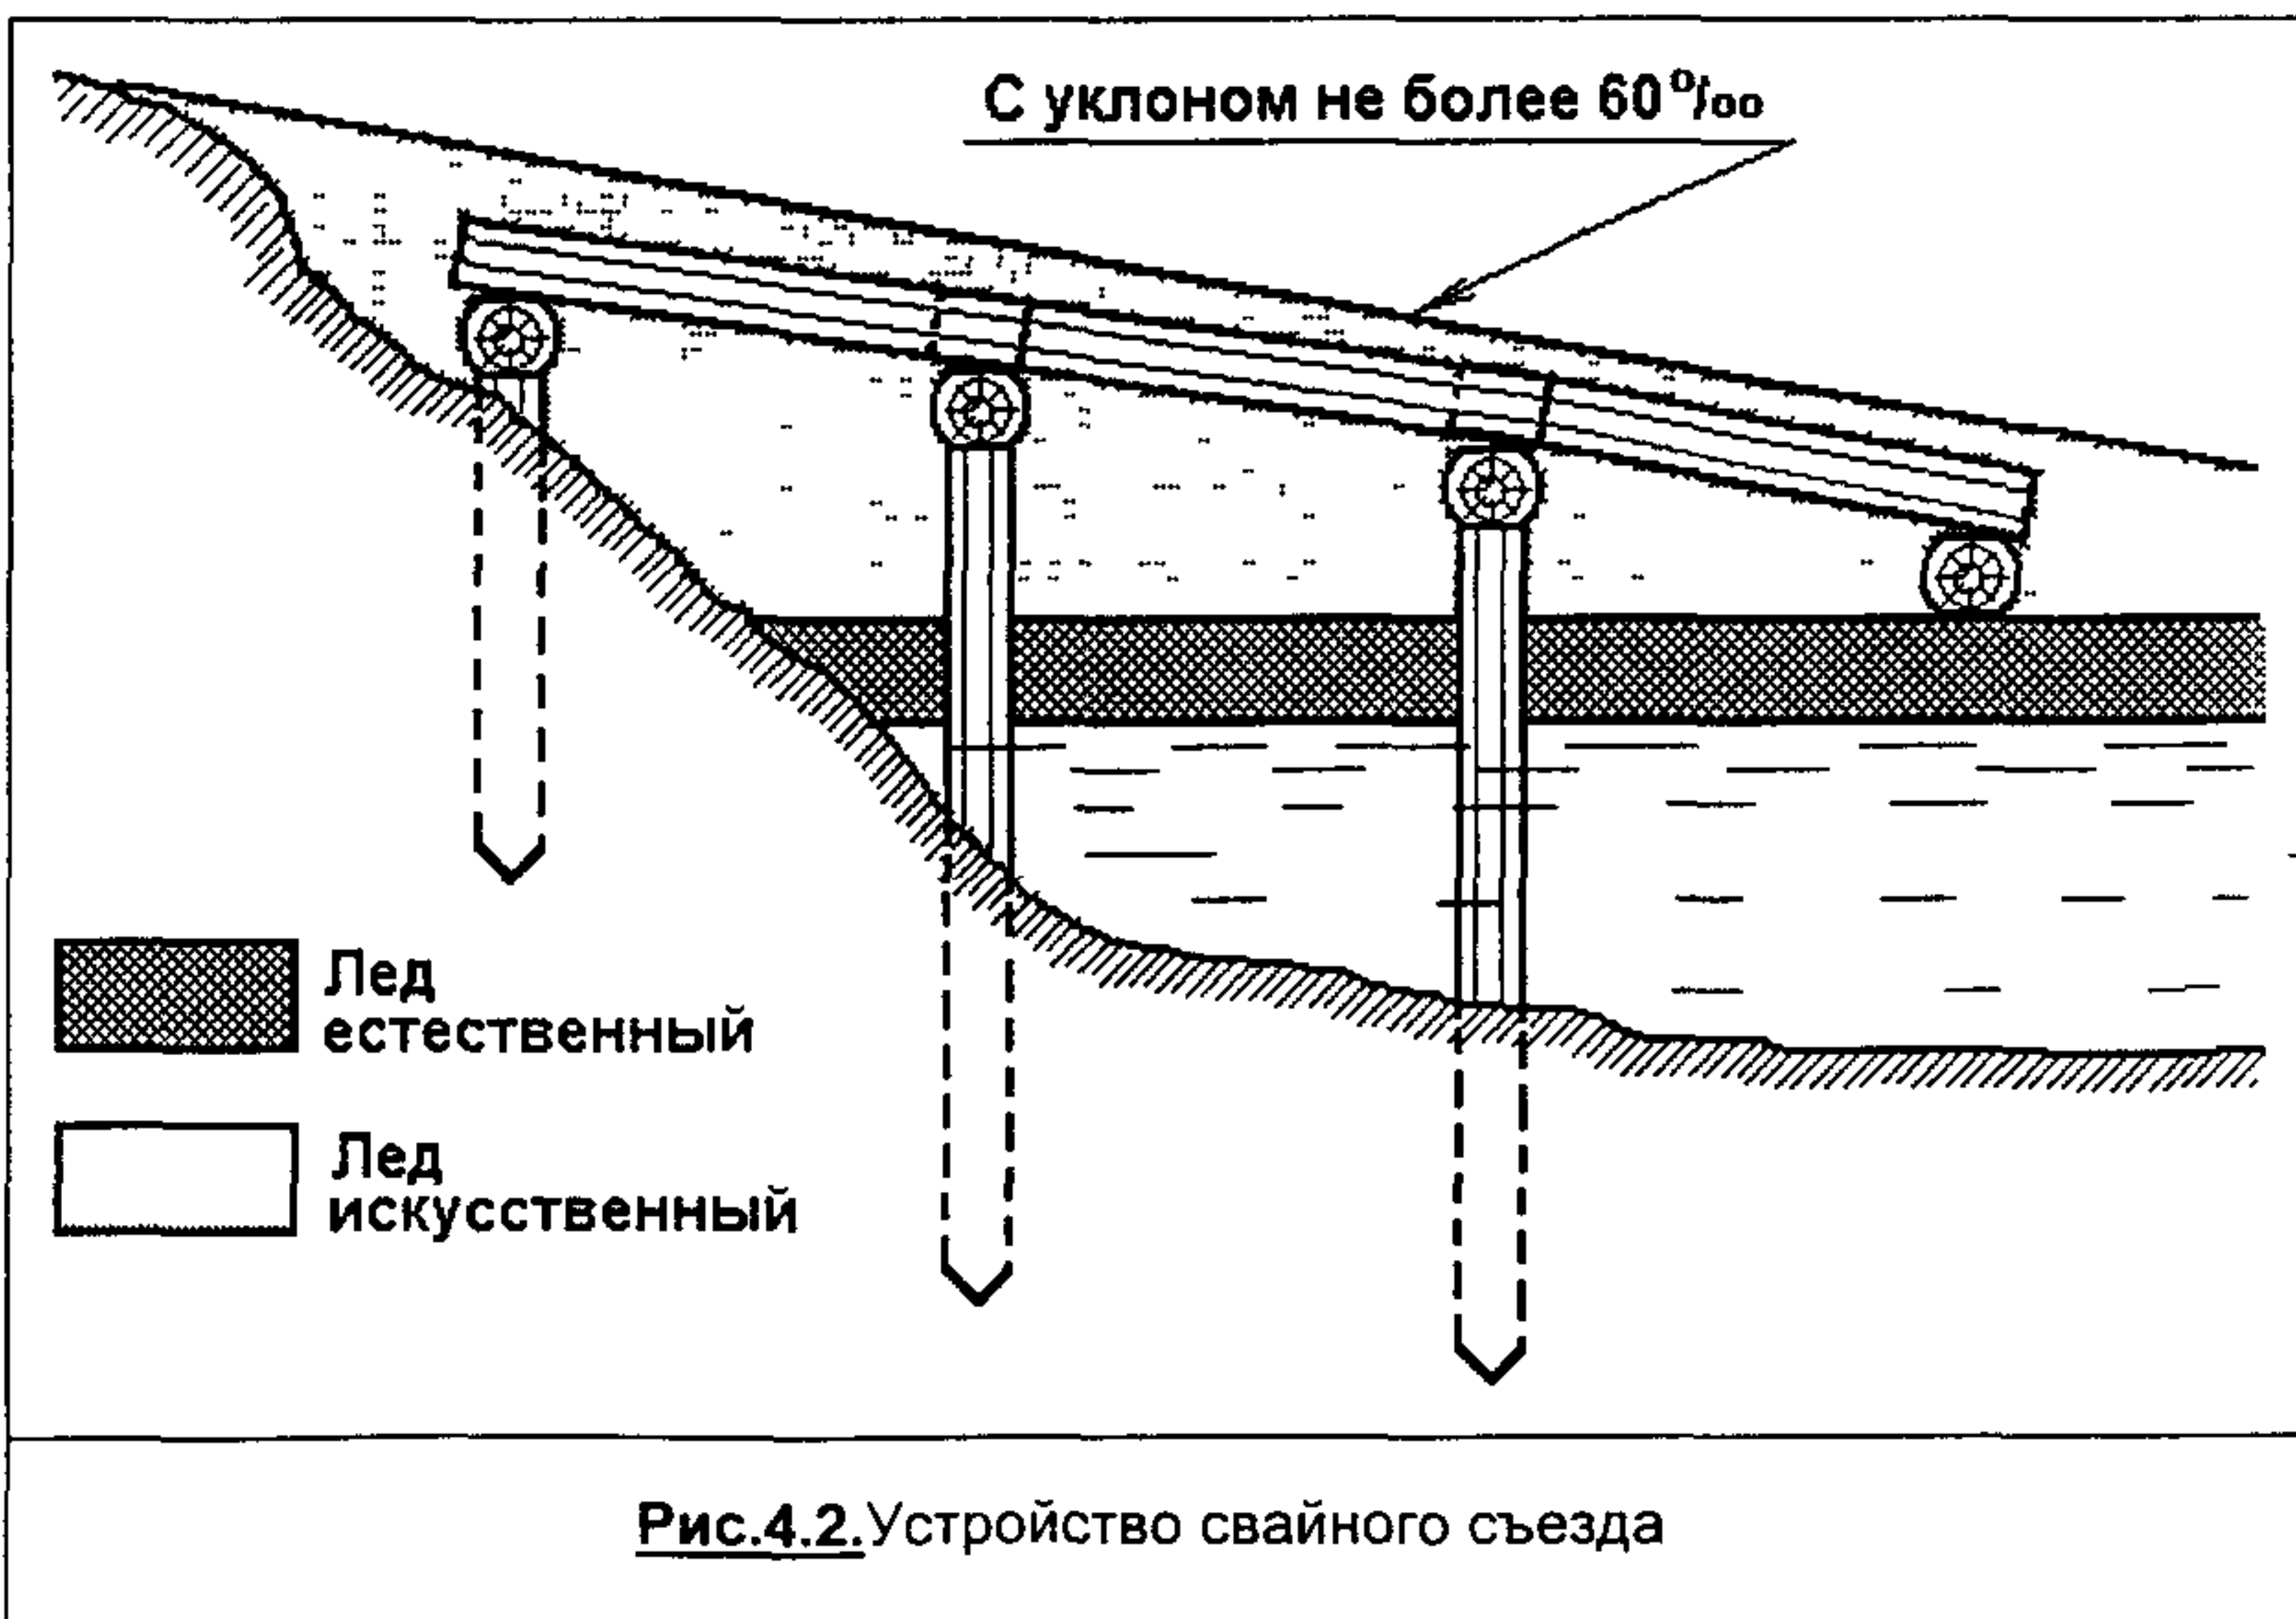 С уклоном не более 60‰
Лед
естественный
Лед
искусственный
Рис.4.2.Устройство свайного съезда